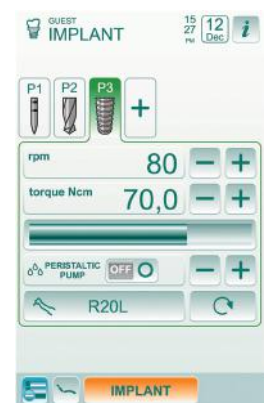 GUEST
IMPLANT
15
27
PM
12
Dec.
i
P1 P2 P3 +
rpm 80 - +
torque Ncm 70,0 - +
PERISTALTIC
PUMP OFF - +
R20L
IMPLANT